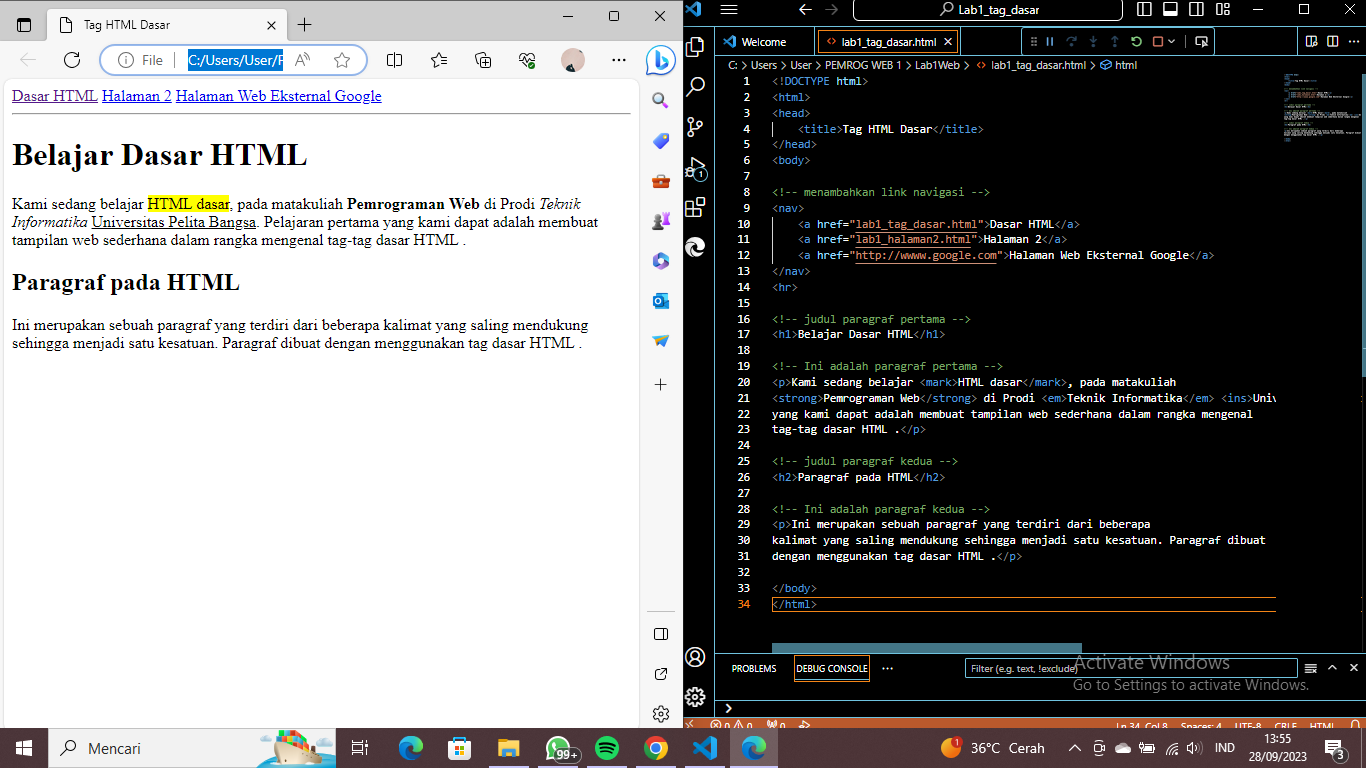 Tag HTML Dasar
File
C:/Users/User/P
Dasar HTML Halaman 2 Halaman Web Eksternal Google
Belajar Dasar HTML
Kami sedang belajar HTML dasar, pada matakuliah Pemrograman Web di Prodi Teknik
Informatika Universitas Pelita Bangsa. Pelajaran pertama yang kami dapat adalah membuat
tampilan web sederhana dalam rangka mengenal tag-tag dasar HTML .
Paragraf pada HTML
Ini merupakan sebuah paragraf yang terdiri dari beberapa kalimat yang saling mendukung
sehingga menjadi satu kesatuan. Paragraf dibuat dengan menggunakan tag dasar HTML .
Lab1_tag_dasar
Welcome
lab1_tag_dasar.html
C: > Users > User > PEMROG WEB 1 > Lab1Web > lab1_tag_dasar.html > html
1 <!DOCTYPE html>
2 <html>
3 <head>
4 <title>Tag HTML Dasar</title>
5 </head>
6 <body>
7
8 <!-- menambahkan link navigasi -->
9 <nav>
10 <a href="lab1_tag_dasar.html">Dasar HTML</a>
11 <a href="lab1_halaman2.html">Halaman 2</a>
12 <a href="http://wwww.google.com">Halaman Web Eksternal Google</a>
13 </nav>
14 <hr>
15
16 <!-- judul paragraf pertama -->
17 <h1>Belajar Dasar HTML</h1>
18
19 <!-- Ini adalah paragraf pertama -->
20 <p>Kami sedang belajar <mark>HTML dasar</mark>, pada matakuliah
21 <strong>Pemrograman Web</strong> di Prodi <em>Teknik Informatika</em> <ins>Univ
22 yang kami dapat adalah membuat tampilan web sederhana dalam rangka mengenal
23 tag-tag dasar HTML .</p>
24
25 <!-- judul paragraf kedua -->
26 <h2>Paragraf pada HTML</h2>
27
28 <!-- Ini adalah paragraf kedua -->
29 <p>Ini merupakan sebuah paragraf yang terdiri dari beberapa
30 kalimat yang saling mendukung sehingga menjadi satu kesatuan. Paragraf dibuat
31 dengan menggunakan tag dasar HTML .</p>
32
33 </body>
34 </html>
PROBLEMS DEBUG CONSOLE Filter (e.g. text, !exclude)
Activate Windows
Go to Settings to activate Windows.
0 0 0 Ln 34, Col 8 Spaces: 4 UTF-8 CRLF HTML
Mencari
99+
1
36°C Cerah
IND
13:55
28/09/2023
3